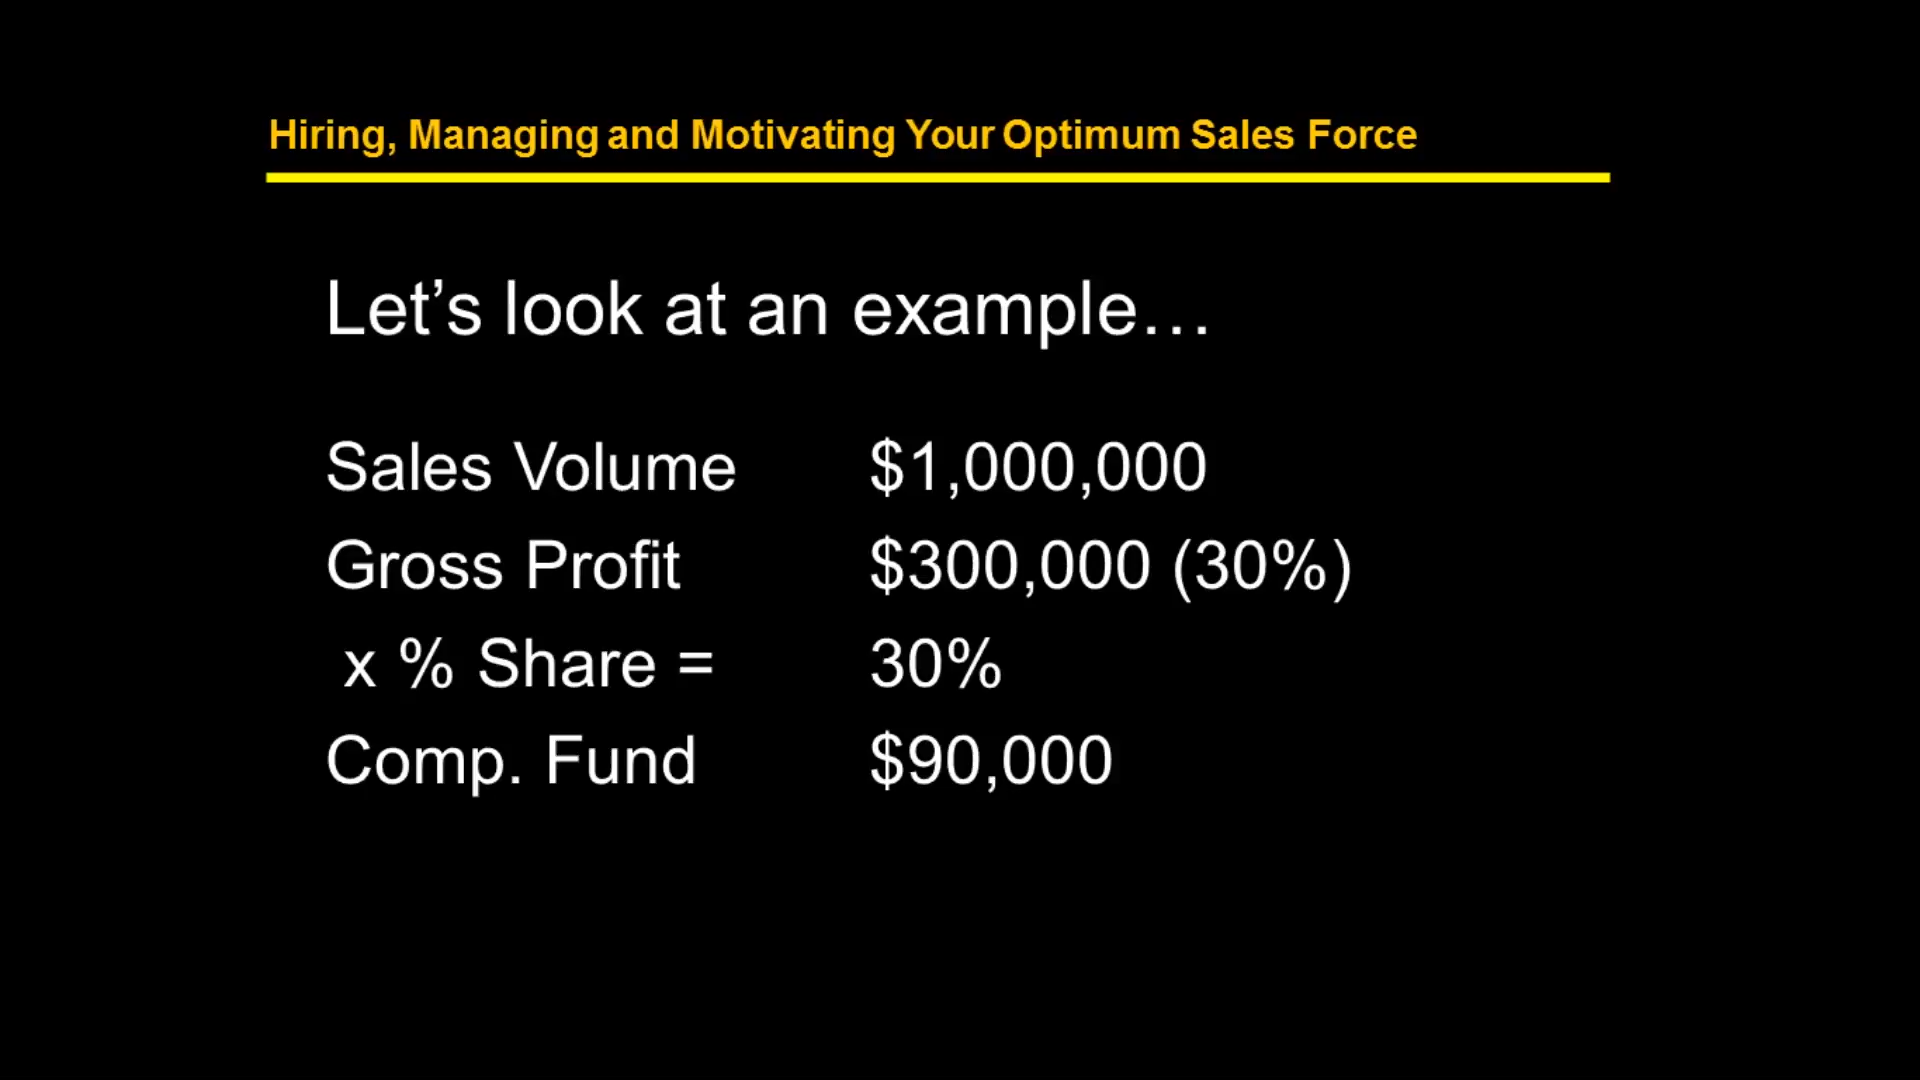 Hiring, Managing and Motivating Your Optimum Sales Force
Let’s look at an example…
Sales Volume $1,000,000
Gross Profit $300,000 (30%)
x % Share = 30%
Comp. Fund $90,000